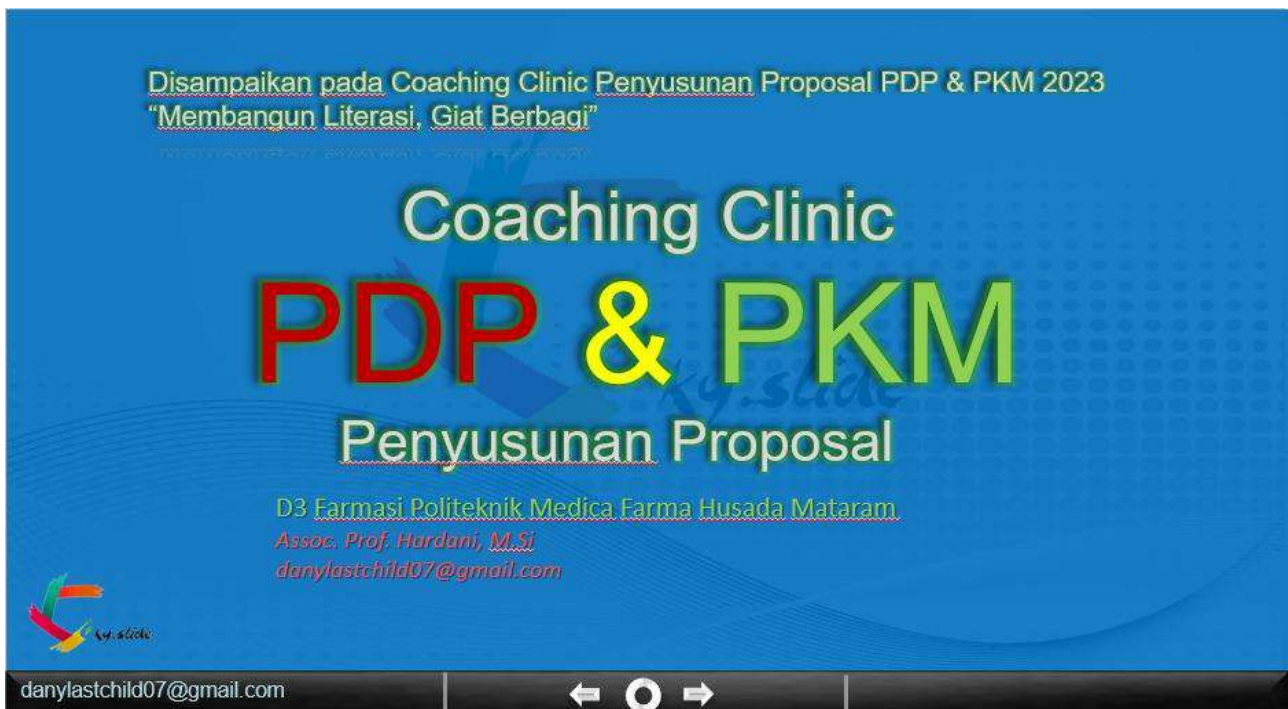 Disampaikan pada Coaching Clinic Penyusunan Proposal PDP & PKM 2023
“Membangun Literasi, Giat Berbagi”
Coaching Clinic
PDP & PKM
ky.slide
Penyusunan Proposal
D3 Farmasi Politeknik Medica Farma Husada Mataram
Assoc. Prof. Hardani, M.Si
danylastchild07@gmail.com
ky.slide
danylastchild07@gmail.com